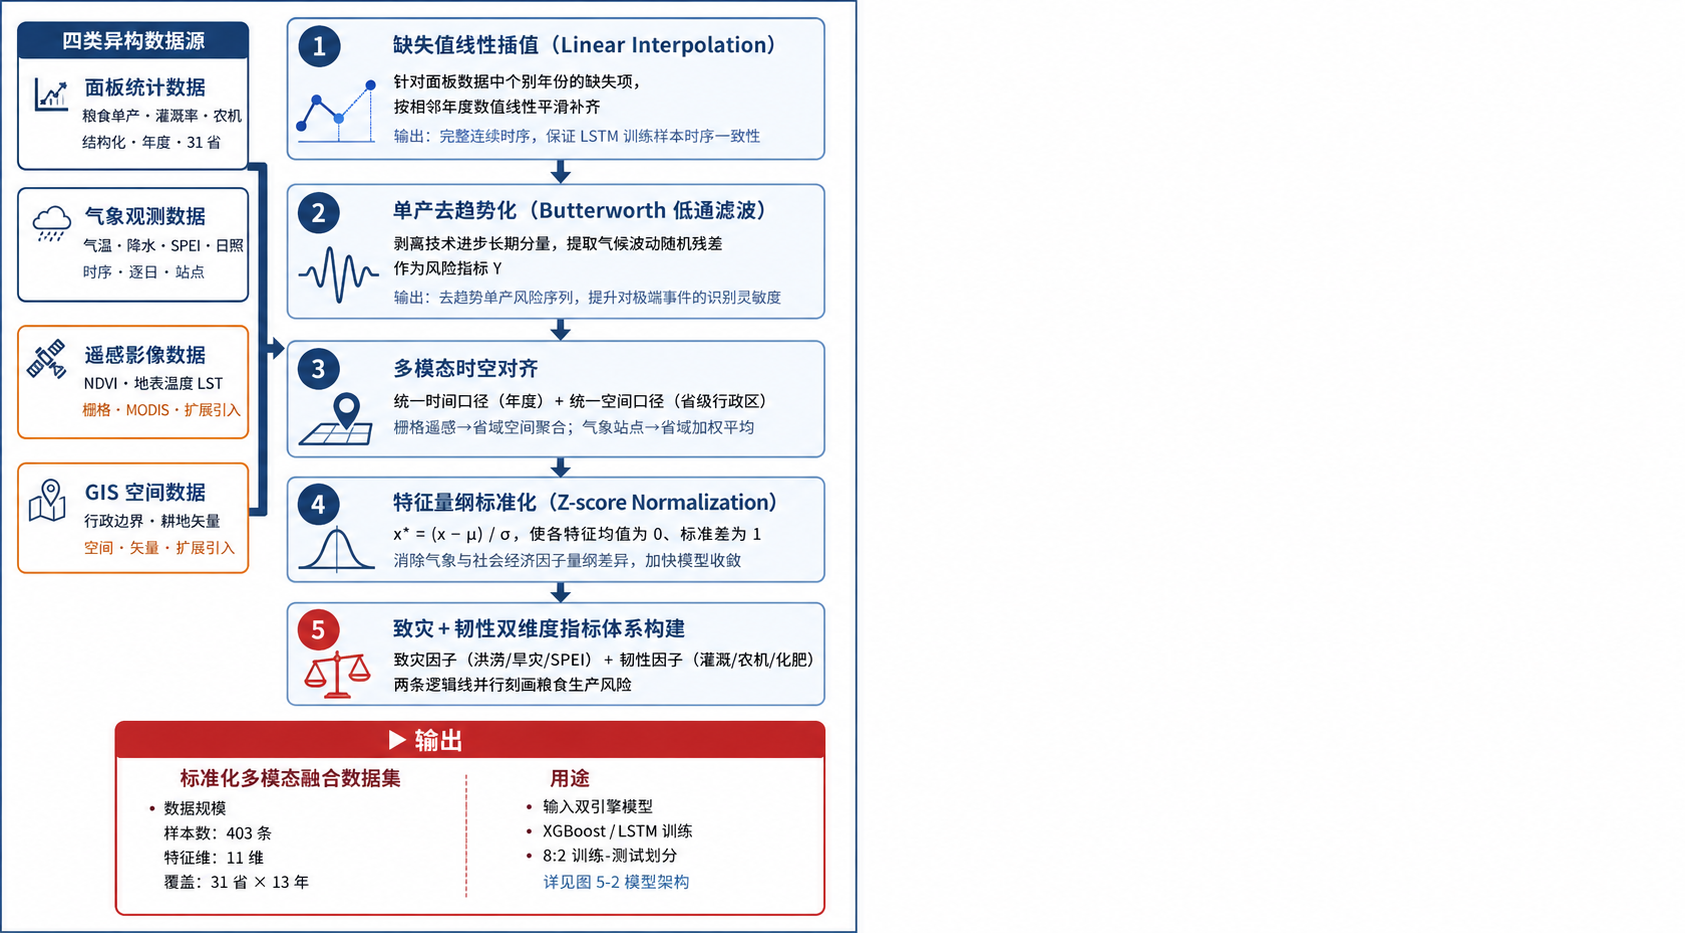 四类异构数据源
面板统计数据
粮食单产·灌溉率·农机
结构化·年度·31 省
气象观测数据
气温·降水·SPEI·日照
时序·逐日·站点
遥感影像数据
NDVI·地表温度 LST
栅格·MODIS·扩展引入
GIS 空间数据
行政边界·耕地矢量
空间·矢量·扩展引入
1
缺失值线性插值（Linear Interpolation）
针对面板数据中个别年份的缺失项，
按相邻年度数值线性平滑补齐
输出：完整连续时序，保证 LSTM 训练样本时序一致性
2
单产去趋势化（Butterworth 低通滤波）
剥离技术进步长期分量，提取气候波动随机残差
作为风险指标 Y
输出：去趋势单产风险序列，提升对极端事件的识别灵敏度
3
多模态时空对齐
统一时间口径（年度）+ 统一空间口径（省级行政区）
栅格遥感→省域空间聚合；气象站点→省域加权平均
4
特征量纲标准化（Z-score Normalization）
x* = (x − μ) / σ，使各特征均值为 0、标准差为 1
消除气象与社会经济因子量纲差异，加快模型收敛
5
致灾+韧性双维度指标体系构建
致灾因子（洪涝/旱灾/SPEI）+ 韧性因子（灌溉/农机/化肥）
两条逻辑线并行刻画粮食生产风险
▶ 输出
标准化多模态融合数据集
• 数据规模
样本数：403 条
特征维：11 维
覆盖：31 省 × 13 年
用途
• 输入双引擎模型
• XGBoost / LSTM 训练
• 8:2 训练-测试划分
详见图 5-2 模型架构